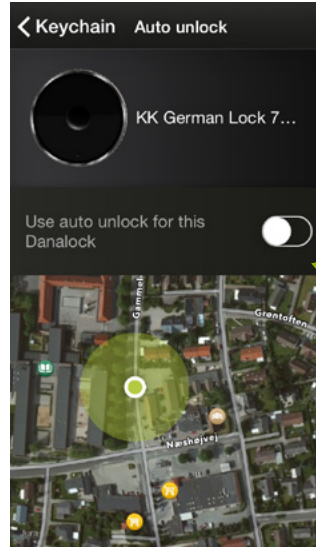 Keychain Auto unlock
KK German Lock 7...
Use auto unlock for this
Danalock
Grøntoften
Næshøjvej